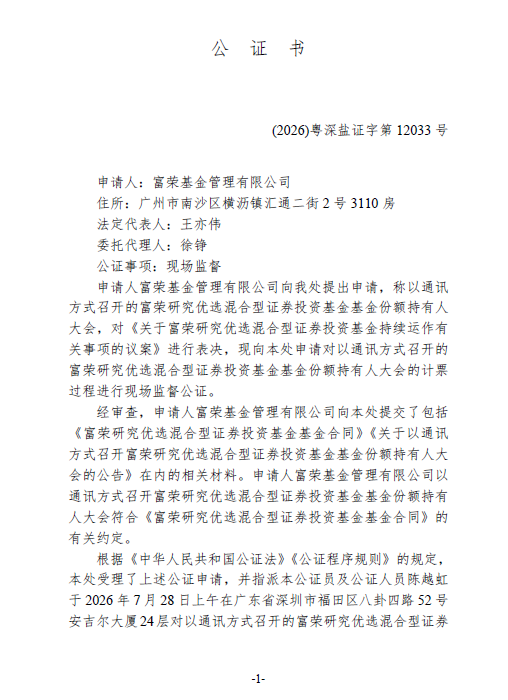 公 证 书
(2026)粤深盐证字第 12033 号
申请人：富荣基金管理有限公司
住所：广州市南沙区横沥镇汇通二街 2 号 3110 房
法定代表人：王亦伟
委托代理人：徐铮
公证事项：现场监督
申请人富荣基金管理有限公司向我处提出申请，称以通讯
方式召开的富荣研究优选混合型证券投资基金基金份额持有人
大会，对《关于富荣研究优选混合型证券投资基金持续运作有
关事项的议案》进行表决，现向本处申请对以通讯方式召开的
富荣研究优选混合型证券投资基金基金份额持有人大会的计票
过程进行现场监督公证。
经审查，申请人富荣基金管理有限公司向本处提交了包括
《富荣研究优选混合型证券投资基金基金合同》《关于以通讯
方式召开富荣研究优选混合型证券投资基金基金份额持有人大
会的公告》在内的相关材料。申请人富荣基金管理有限公司以
通讯方式召开富荣研究优选混合型证券投资基金基金份额持有
人大会符合《富荣研究优选混合型证券投资基金基金合同》的
有关约定。
根据《中华人民共和国公证法》《公证程序规则》的规定，
本处受理了上述公证申请，并指派本公证员及公证人员陈越虹
于 2026 年 7 月 28 日上午在广东省深圳市福田区八卦四路 52 号
安吉尔大厦 24 层对以通讯方式召开的富荣研究优选混合型证券
-1-